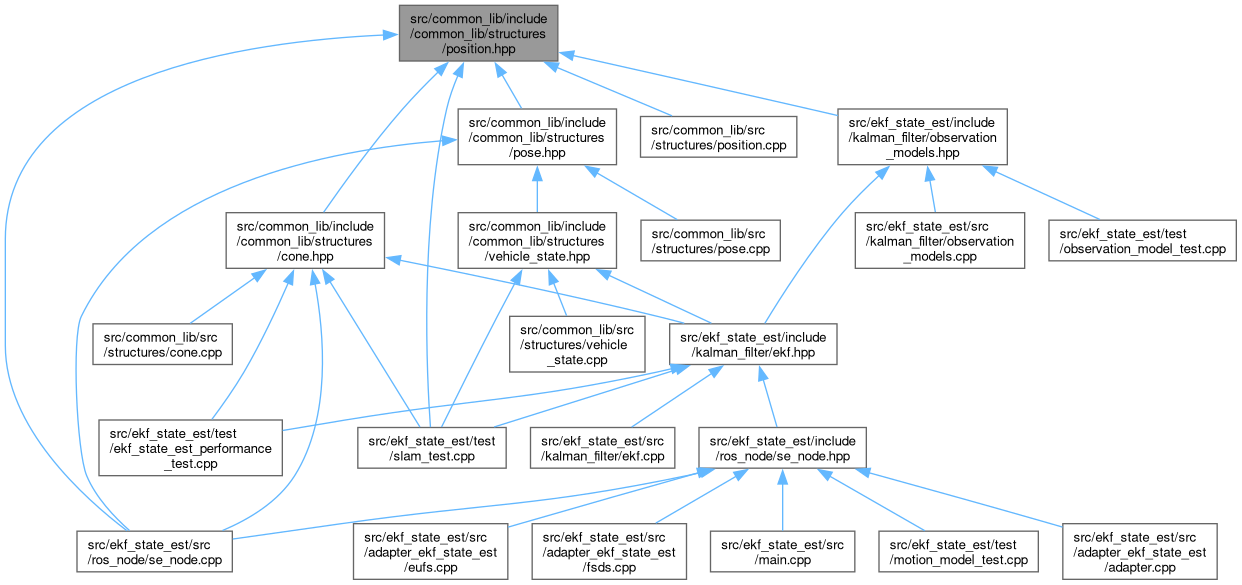 src/common_lib/include
/common_lib/structures
/position.hpp
src/common_lib/include
/common_lib/structures
/pose.hpp
src/common_lib/src
/structures/position.cpp
src/ekf_state_est/include
/kalman_filter/observation
_models.hpp
src/common_lib/include
/common_lib/structures
/cone.hpp
src/common_lib/include
/common_lib/structures
/vehicle_state.hpp
src/common_lib/src
/structures/pose.cpp
src/ekf_state_est/src
/kalman_filter/observation
_models.cpp
src/ekf_state_est/test
/observation_model_test.cpp
src/common_lib/src
/structures/cone.cpp
src/common_lib/src
/structures/vehicle
_state.cpp
src/ekf_state_est/include
/kalman_filter/ekf.hpp
src/ekf_state_est/test
/ekf_state_est_performance
_test.cpp
src/ekf_state_est/test
/slam_test.cpp
src/ekf_state_est/src
/kalman_filter/ekf.cpp
src/ekf_state_est/include
/ros_node/se_node.hpp
src/ekf_state_est/src
/ros_node/se_node.cpp
src/ekf_state_est/src
/adapter_ekf_state_est
/eufs.cpp
src/ekf_state_est/src
/adapter_ekf_state_est
/fsds.cpp
src/ekf_state_est/src
/main.cpp
src/ekf_state_est/test
/motion_model_test.cpp
src/ekf_state_est/src
/adapter_ekf_state_est
/adapter.cpp